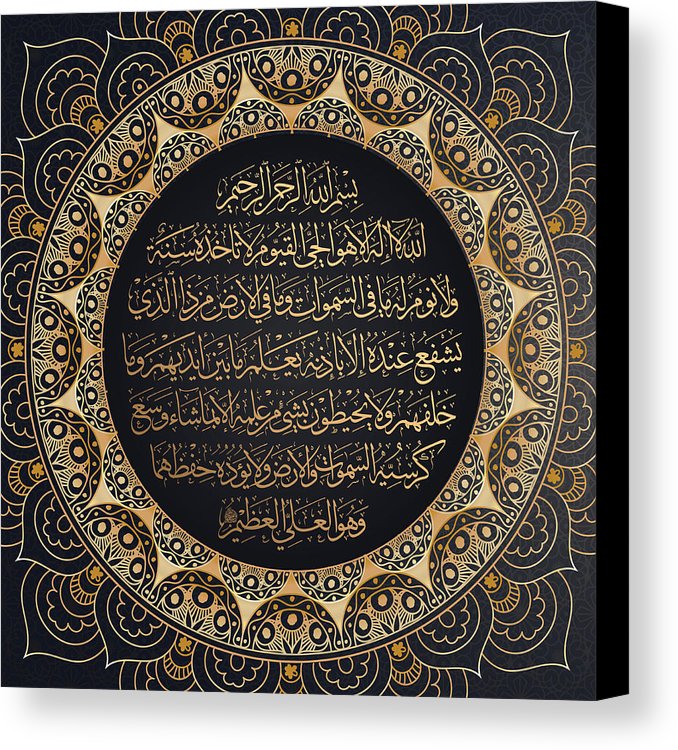 بسم الله الرحمن الرحيم
الله لا إله إلا هو الحي القيوم لا تأخذه سنة
ولا نوم له ما في السموات وما في الأرض من ذا الذي
يشفع عنده إلا بإذنه يعلم ما بين أيديهم وما
خلفهم ولا يحيطون بشيء من علمه إلا بما شاء وسع
كرسيه السموات والأرض ولا يؤده حفظهما
وهو العلي العظيم